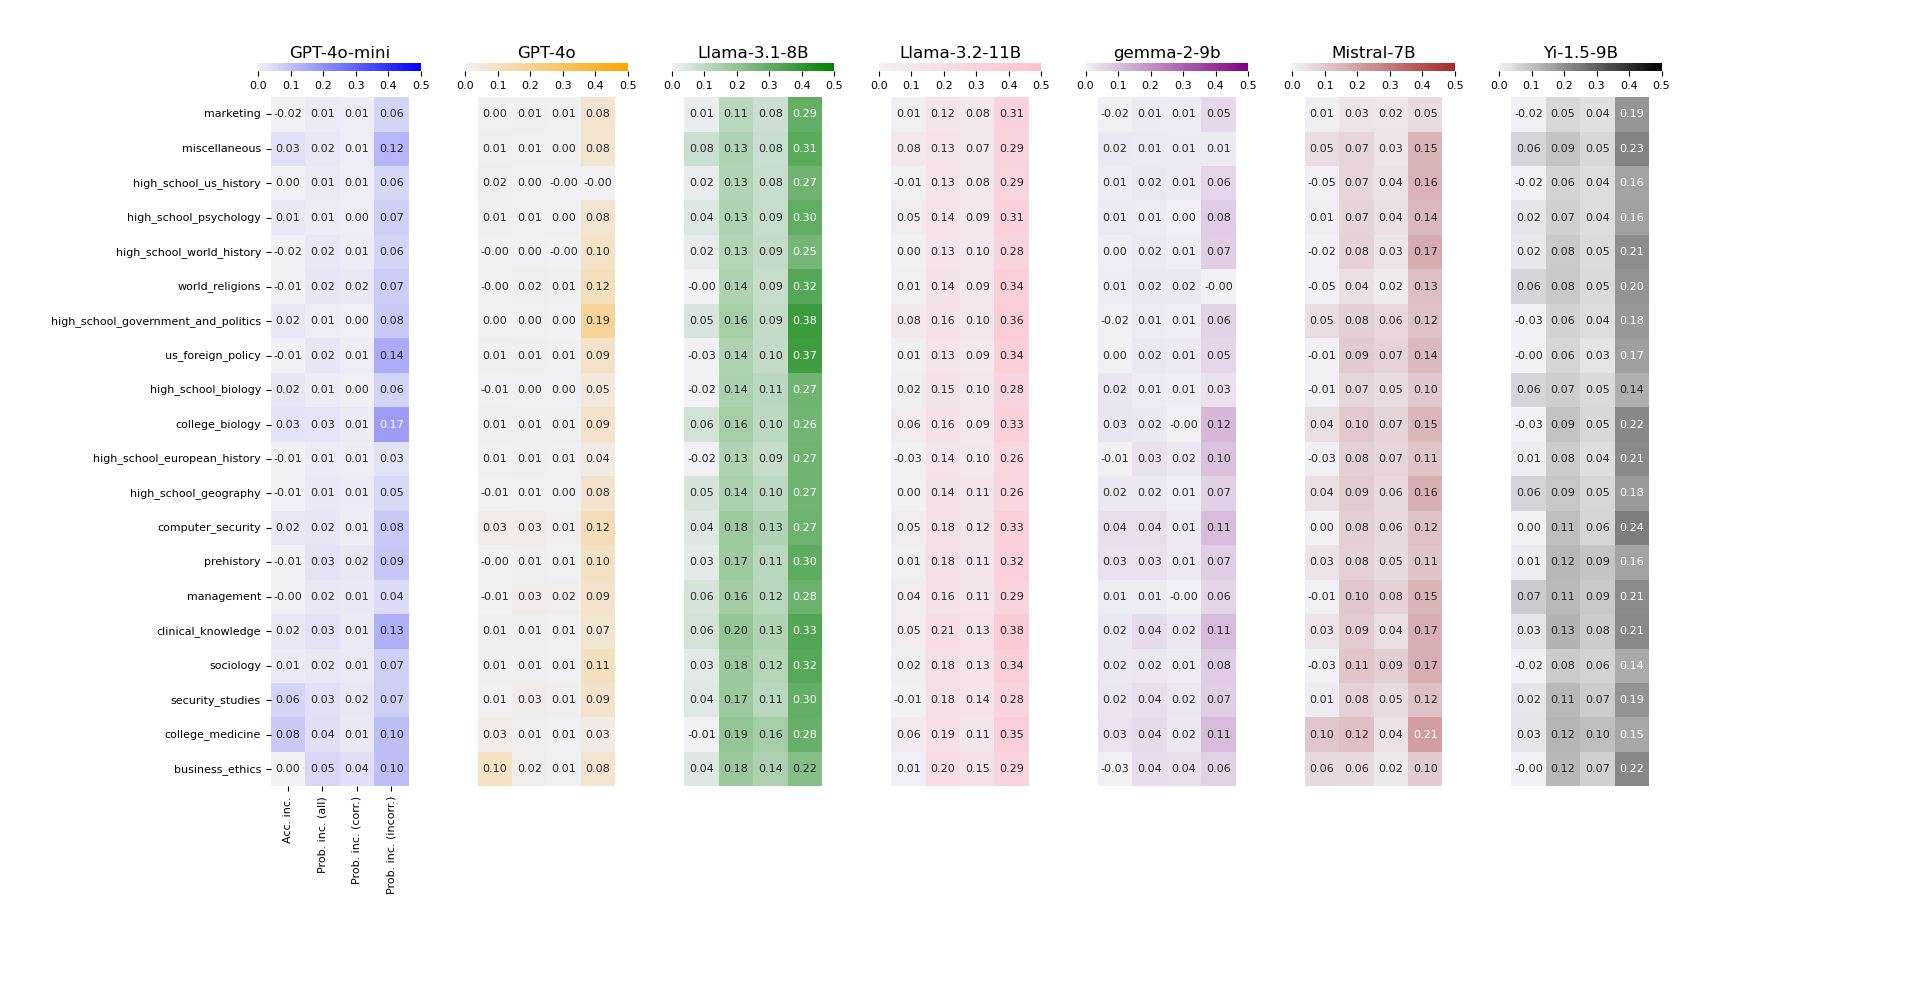 GPT-4o-mini GPT-4o Llama-3.1-8B Llama-3.2-11B gemma-2-9b Mistral-7B Yi-1.5-9B
0.0 0.1 0.2 0.3 0.4 0.5 0.0 0.1 0.2 0.3 0.4 0.5 0.0 0.1 0.2 0.3 0.4 0.5 0.0 0.1 0.2 0.3 0.4 0.5 0.0 0.1 0.2 0.3 0.4 0.5 0.0 0.1 0.2 0.3 0.4 0.5 0.0 0.1 0.2 0.3 0.4 0.5
marketing -0.02 0.01 0.01 0.06 0.00 0.01 0.01 0.08 0.01 0.11 0.08 0.29 0.01 0.12 0.08 0.31 -0.02 0.01 0.01 0.05 0.01 0.03 0.02 0.05 -0.02 0.05 0.04 0.19
miscellaneous 0.03 0.02 0.01 0.12 0.01 0.01 0.00 0.08 0.08 0.13 0.08 0.31 0.08 0.13 0.07 0.29 0.02 0.01 0.01 0.01 0.05 0.07 0.03 0.15 0.06 0.09 0.05 0.23
high_school_us_history 0.00 0.01 0.01 0.06 0.02 0.00 -0.00 -0.00 0.02 0.13 0.08 0.27 -0.01 0.13 0.08 0.29 0.01 0.02 0.01 0.06 -0.05 0.07 0.04 0.16 -0.02 0.06 0.04 0.16
high_school_psychology 0.01 0.01 0.00 0.07 0.01 0.01 0.00 0.08 0.04 0.13 0.09 0.30 0.05 0.14 0.09 0.31 0.01 0.01 0.00 0.08 0.01 0.07 0.04 0.14 0.02 0.07 0.04 0.16
high_school_world_history -0.02 0.02 0.01 0.06 -0.00 0.00 -0.00 0.10 0.02 0.13 0.09 0.25 0.00 0.13 0.10 0.28 0.00 0.02 0.01 0.07 -0.02 0.08 0.03 0.17 0.02 0.08 0.05 0.21
world_religions -0.01 0.02 0.02 0.07 -0.00 0.02 0.01 0.12 -0.00 0.14 0.09 0.32 0.01 0.14 0.09 0.34 0.01 0.02 0.02 -0.00 -0.05 0.04 0.02 0.13 0.06 0.08 0.05 0.20
high_school_government_and_politics 0.02 0.01 0.00 0.08 0.00 0.00 0.00 0.19 0.05 0.16 0.09 0.38 0.08 0.16 0.10 0.36 -0.02 0.01 0.01 0.06 0.05 0.08 0.06 0.12 -0.03 0.06 0.04 0.18
us_foreign_policy -0.01 0.02 0.01 0.14 0.01 0.01 0.01 0.09 -0.03 0.14 0.10 0.37 0.01 0.13 0.09 0.34 0.00 0.02 0.01 0.05 -0.01 0.09 0.07 0.14 -0.00 0.06 0.03 0.17
high_school_biology 0.02 0.01 0.00 0.06 -0.01 0.00 0.00 0.05 -0.02 0.14 0.11 0.27 0.02 0.15 0.10 0.28 0.02 0.01 0.01 0.03 -0.01 0.07 0.05 0.10 0.06 0.07 0.05 0.14
college_biology 0.03 0.03 0.01 0.17 0.01 0.01 0.01 0.09 0.06 0.16 0.10 0.26 0.06 0.16 0.09 0.33 0.03 0.02 -0.00 0.12 0.04 0.10 0.07 0.15 -0.03 0.09 0.05 0.22
high_school_european_history -0.01 0.01 0.01 0.03 0.01 0.01 0.01 0.04 -0.02 0.13 0.09 0.27 -0.03 0.14 0.10 0.26 -0.01 0.03 0.02 0.10 -0.03 0.08 0.07 0.11 0.01 0.08 0.04 0.21
high_school_geography -0.01 0.01 0.01 0.05 -0.01 0.01 0.00 0.08 0.05 0.14 0.10 0.27 0.00 0.14 0.11 0.26 0.02 0.02 0.01 0.07 0.04 0.09 0.06 0.16 0.06 0.09 0.05 0.18
computer_security 0.02 0.02 0.01 0.08 0.03 0.03 0.01 0.12 0.04 0.18 0.13 0.27 0.05 0.18 0.12 0.33 0.04 0.04 0.01 0.11 0.00 0.08 0.06 0.12 0.00 0.11 0.06 0.24
prehistory -0.01 0.03 0.02 0.09 -0.00 0.01 0.01 0.10 0.03 0.17 0.11 0.30 0.01 0.18 0.11 0.32 0.03 0.03 0.01 0.07 0.03 0.08 0.05 0.11 0.01 0.12 0.09 0.16
management -0.00 0.02 0.01 0.04 -0.01 0.03 0.02 0.09 0.06 0.16 0.12 0.28 0.04 0.16 0.11 0.29 0.01 0.01 -0.00 0.06 -0.01 0.10 0.08 0.15 0.07 0.11 0.09 0.21
clinical_knowledge 0.02 0.03 0.01 0.13 0.01 0.01 0.01 0.07 0.06 0.20 0.13 0.33 0.05 0.21 0.13 0.38 0.02 0.04 0.02 0.11 0.03 0.09 0.04 0.17 0.03 0.13 0.08 0.21
sociology 0.01 0.02 0.01 0.07 0.01 0.01 0.01 0.11 0.03 0.18 0.12 0.32 0.02 0.18 0.13 0.34 0.02 0.02 0.01 0.08 -0.03 0.11 0.09 0.17 -0.02 0.08 0.06 0.14
security_studies 0.06 0.03 0.02 0.07 0.01 0.03 0.01 0.09 0.04 0.17 0.11 0.30 -0.01 0.18 0.14 0.28 0.02 0.04 0.02 0.07 0.01 0.08 0.05 0.12 0.02 0.11 0.07 0.19
college_medicine 0.08 0.04 0.01 0.10 0.03 0.01 0.01 0.03 -0.01 0.19 0.16 0.28 0.06 0.19 0.11 0.35 0.03 0.04 0.02 0.11 0.10 0.12 0.04 0.21 0.03 0.12 0.10 0.15
business_ethics 0.00 0.05 0.04 0.10 0.10 0.02 0.01 0.08 0.04 0.18 0.14 0.22 0.01 0.20 0.15 0.29 -0.03 0.04 0.04 0.06 0.06 0.06 0.02 0.10 -0.00 0.12 0.07 0.22
Acc. inc.
Prob. inc. (all)
Prob. inc. (corr.)
Prob. inc. (incorr.)